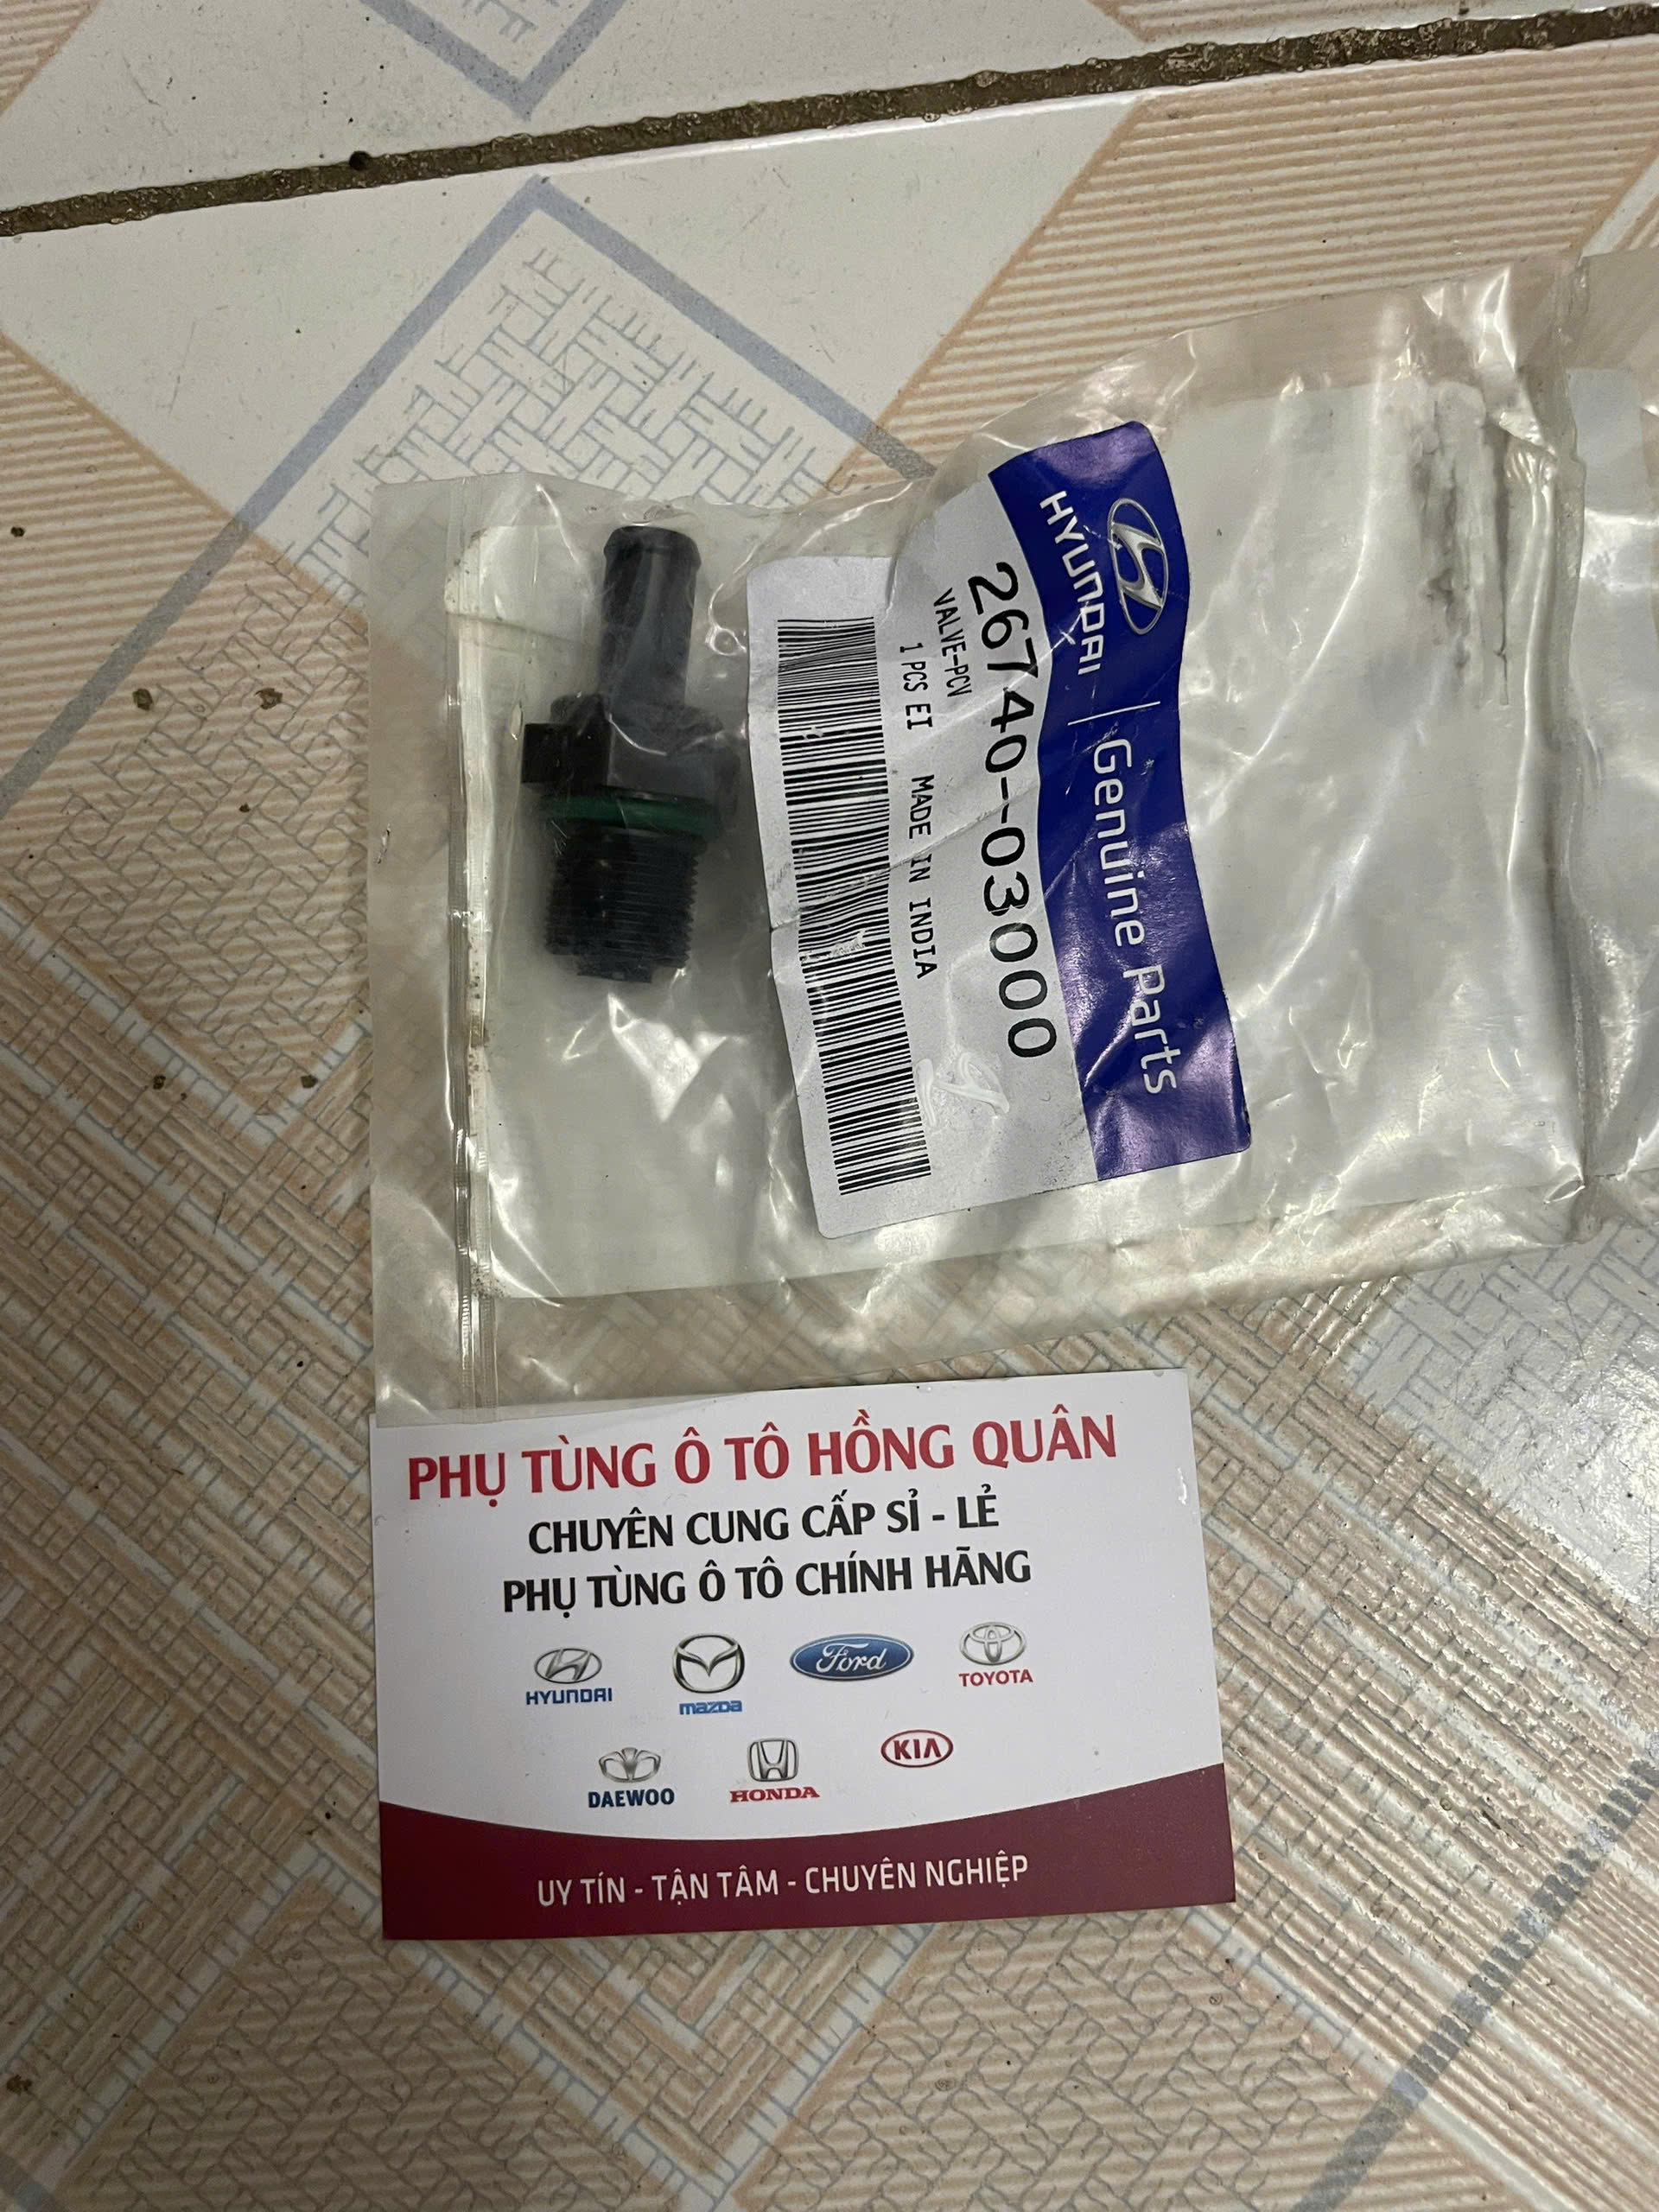 HYUNDAI | Genuine Parts
26740-03000
VALVE-PCV
1 PCS EI MADE IN INDIA
PHỤ TÙNG Ô TÔ HỒNG QUÂN
CHUYÊN CUNG CẤP SỈ - LẺ
PHỤ TÙNG Ô TÔ CHÍNH HÃNG
HYUNDAI
mazda
Ford
TOYOTA
DAEWOO
HONDA
KIA
UY TÍN - TẬN TÂM - CHUYÊN NGHIỆP